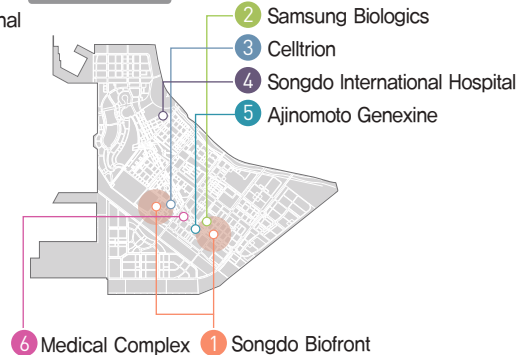 nal
2 Samsung Biologics
3 Celltrion
4 Songdo International Hospital
5 Ajinomoto Genexine
6 Medical Complex 1 Songdo Biofront